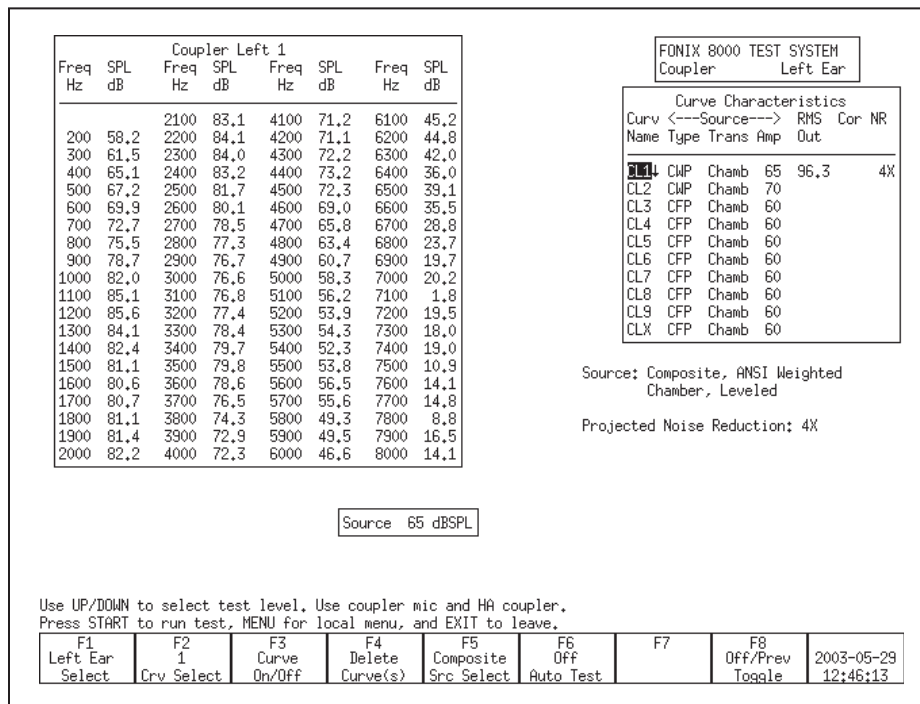 Coupler Left 1
Freq SPL Freq SPL Freq SPL Freq SPL
Hz dB Hz dB Hz dB Hz dB
2100 83.1 4100 71.2 6100 45.2
200 58.2 2200 84.1 4200 71.1 6200 44.8
300 61.5 2300 84.0 4300 72.2 6300 42.0
400 65.1 2400 83.2 4400 73.2 6400 36.0
500 67.2 2500 81.7 4500 72.3 6500 39.1
600 69.9 2600 80.1 4600 69.0 6600 35.5
700 72.7 2700 78.5 4700 65.8 6700 28.8
800 75.5 2800 77.3 4800 63.4 6800 23.7
900 78.7 2900 76.7 4900 60.7 6900 19.7
1000 82.0 3000 76.6 5000 58.3 7000 20.2
1100 85.1 3100 76.8 5100 56.2 7100 1.8
1200 85.6 3200 77.4 5200 53.9 7200 19.5
1300 84.1 3300 78.4 5300 54.3 7300 18.0
1400 82.4 3400 79.7 5400 52.3 7400 19.0
1500 81.1 3500 79.8 5500 53.8 7500 10.9
1600 80.6 3600 78.6 5600 56.5 7600 14.1
1700 80.7 3700 76.5 5700 55.6 7700 14.8
1800 81.1 3800 74.3 5800 49.3 7800 8.8
1900 81.4 3900 72.9 5900 49.5 7900 16.5
2000 82.2 4000 72.3 6000 46.6 8000 14.1
FONIX 8000 TEST SYSTEM
Coupler Left Ear
Curve Characteristics
Curv <---Source---> RMS Cor NR
Name Type Trans Amp Out
CL1↓ CWP Chamb 65 96.3 4X
CL2 CWP Chamb 70
CL3 CFP Chamb 60
CL4 CFP Chamb 60
CL5 CFP Chamb 60
CL6 CFP Chamb 60
CL7 CFP Chamb 60
CL8 CFP Chamb 60
CL9 CFP Chamb 60
CLX CFP Chamb 60
Source: Composite, ANSI Weighted
Chamber, Leveled
Projected Noise Reduction: 4X
Source 65 dBSPL
Use UP/DOWN to select test level. Use coupler mic and HA coupler.
Press START to run test, MENU for local menu, and EXIT to leave.
F1 F2 F3 F4 F5 F6 F7 F8
Left Ear 1 Curve Delete Composite Off Off/Prev 2003-05-29
Select Crv Select On/Off Curve(s) Src Select Auto Test Toggle 12:46:13